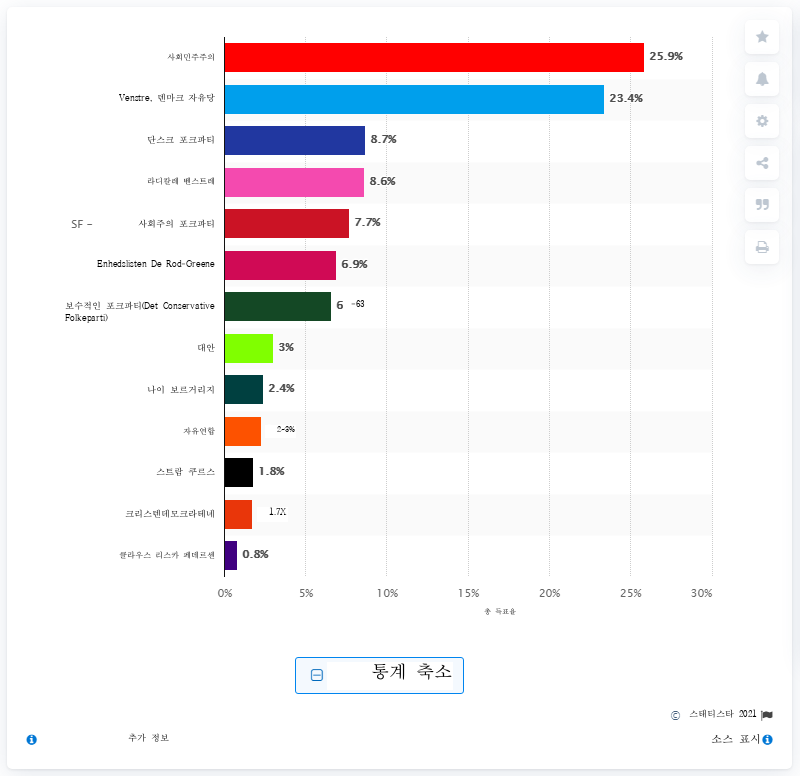 사회민주주의
25.9%
Venstre, 덴마크 자유당
23.4%
단스크 포크파티
8.7%
라디칼레 벤스트레
8.6%
SF – 사회주의 포크파티
7.7%
Enhedslisten De Rod-Greene
6.9%
보수적인 포크파티(Det Conservative
Folkeparti)
6 -63
대안
3%
나이 보르거리지
2.4%
자유연합
2-3%
스트람 쿠르스
1.8%
크리스텐데모크라테네
1.7X
클라우스 리스카 페데르센
0.8%
0% 5% 10% 15% 20% 25% 30%
총 득표율
통계 축소
© 스태티스타 2021
추가 정보
소스 표시